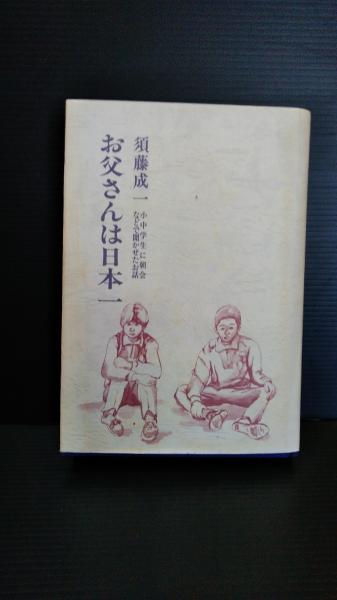 須藤成一
小中学生に朝会
などで聞かせたお話
お父さんは日本一